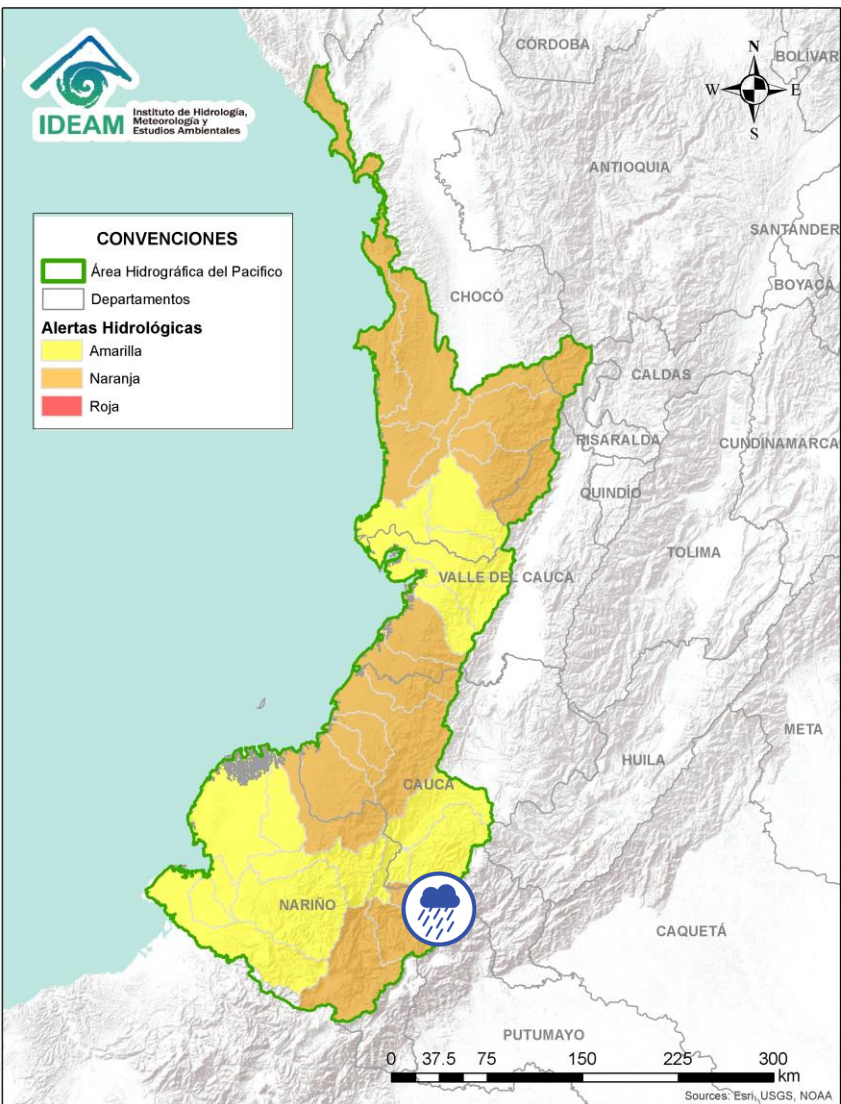 IDEAM
Instituto de Hidrología,
Meteorología y
Estudios Ambientales
CONVENCIONES
Área Hidrográfica del Pacifico
Departamentos
Alertas Hidrológicas
Amarilla
Naranja
Roja
N
W
E
S
CÓRDOBA
BOLÍVAR
ANTIOQUIA
SANTANDER
BOYACÁ
CHOCÓ
CALDAS
RISARALDA
CUNDINAMARCA
QUINDÍO
TOLIMA
VALLE DEL CAUCA
META
HUILA
CAUCA
NARIÑO
CAQUETÁ
PUTUMAYO
0 37.5 75 150 225 300
km
Sources: Esri, USGS, NOAA